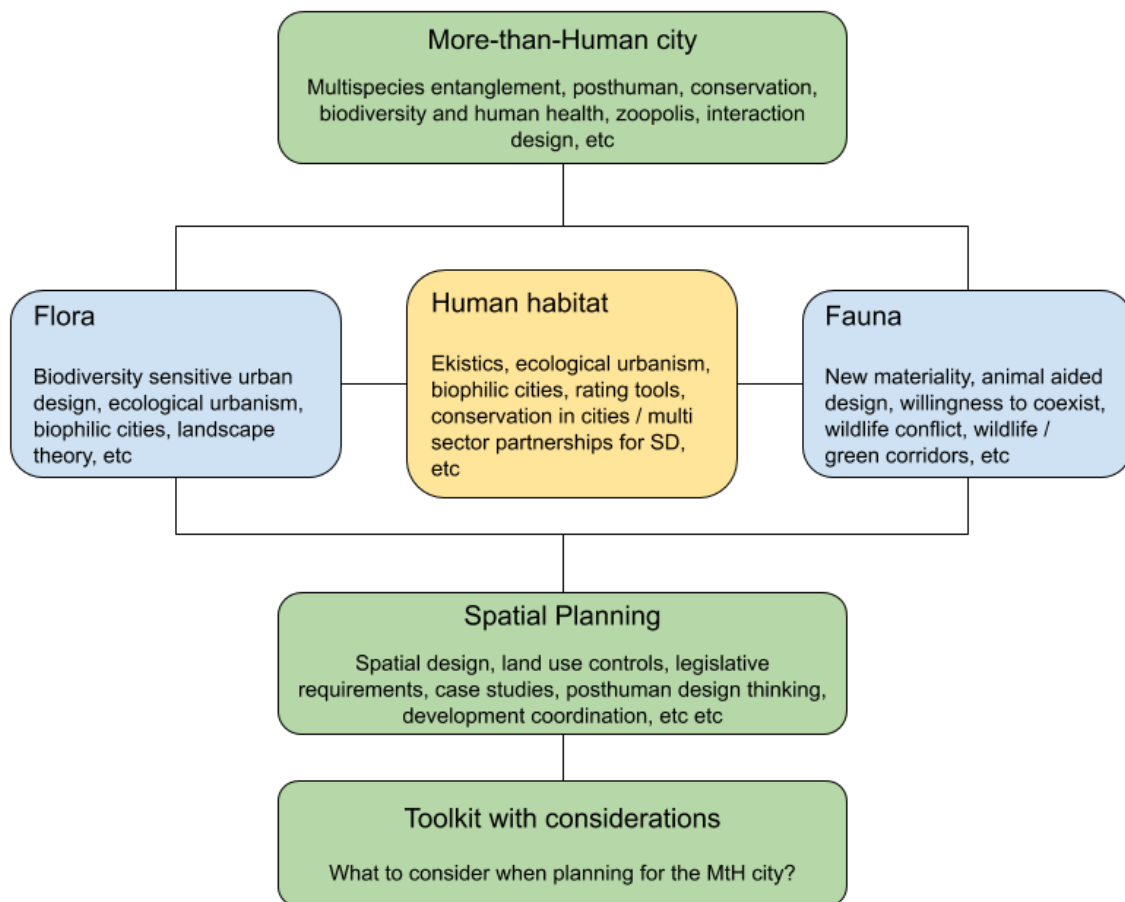 More-than-Human city
Multispecies entanglement, posthuman, conservation,
biodiversity and human health, zoopolis, interaction
design, etc
Flora
Biodiversity sensitive urban
design, ecological urbanism,
biophilic cities, landscape
theory, etc
Human habitat
Ekistics, ecological urbanism,
biophilic cities, rating tools,
conservation in cities / multi
sector partnerships for SD,
etc
Fauna
New materiality, animal aided
design, willingness to coexist,
wildlife conflict, wildlife /
green corridors, etc
Spatial Planning
Spatial design, land use controls, legislative
requirements, case studies, posthuman design thinking,
development coordination, etc etc
Toolkit with considerations
What to consider when planning for the MtH city?